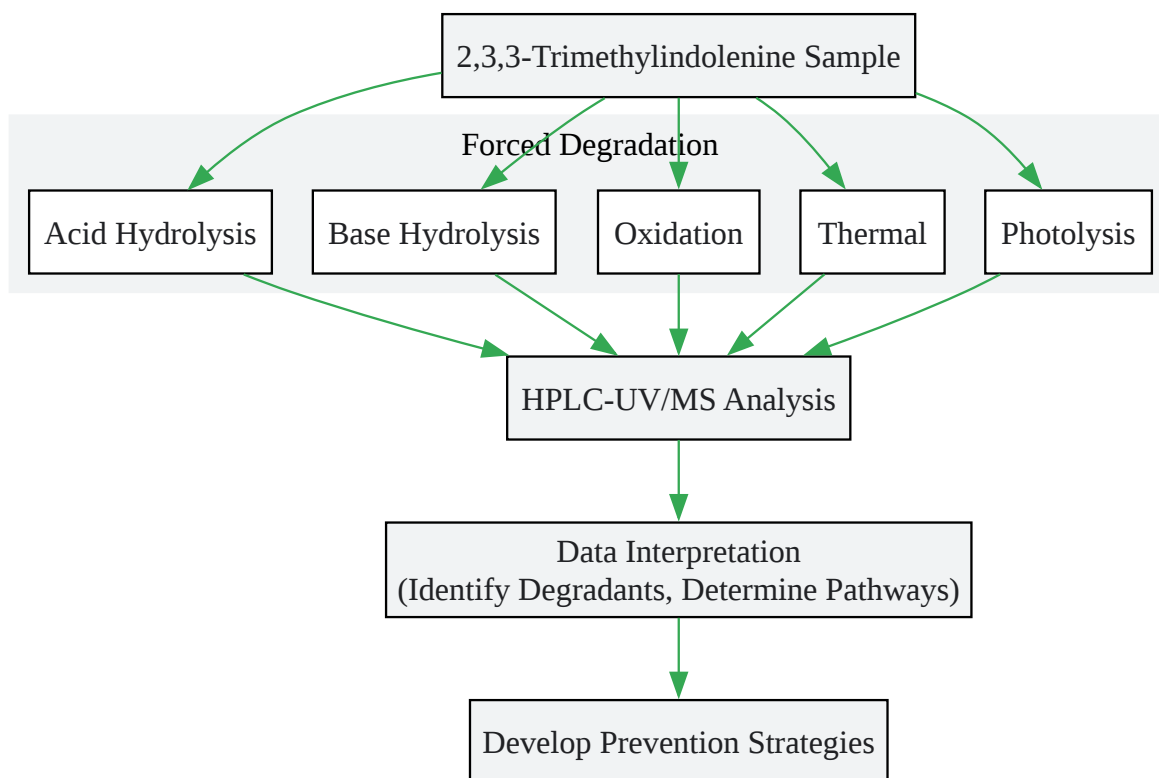 2,3,3-Trimethylindolenine Sample
Forced Degradation
Acid Hydrolysis
Base Hydrolysis
Oxidation
Thermal
Photolysis
HPLC-UV/MS Analysis
Data Interpretation
(Identify Degradants, Determine Pathways)
Develop Prevention Strategies